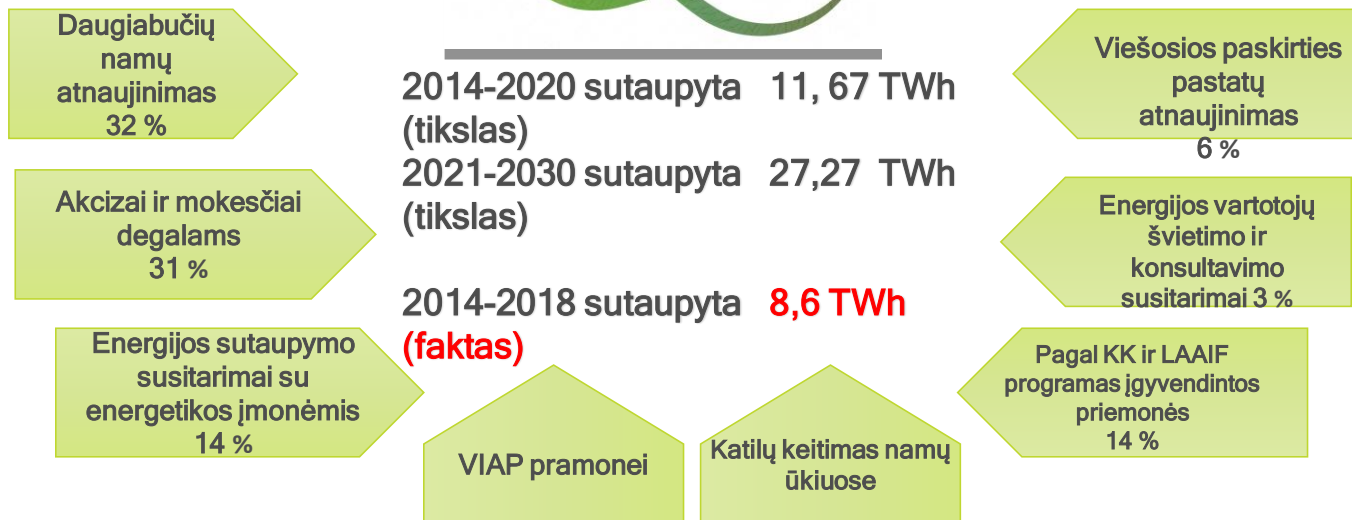 Daugiabučių
namų
atnaujinimas
32 %
Akcizai ir mokesčiai
degalams
31 %
Energijos sutaupymo
susitarimai su
energetikos įmonėmis
14 %
2014-2020 sutaupyta 11, 67 TWh
(tikslas)
2021-2030 sutaupyta 27,27 TWh
(tikslas)
2014-2018 sutaupyta 8,6 TWh
(faktas)
VIAP pramonei
Katilų keitimas namų
ūkiuose
Viešosios paskirties
pastatų
atnaujinimas
6 %
Energijos vartotojų
švietimo ir
konsultavimo
susitarimai 3 %
Pagal KK ir LAAIF
programas įgyvendintos
priemonės
14 %